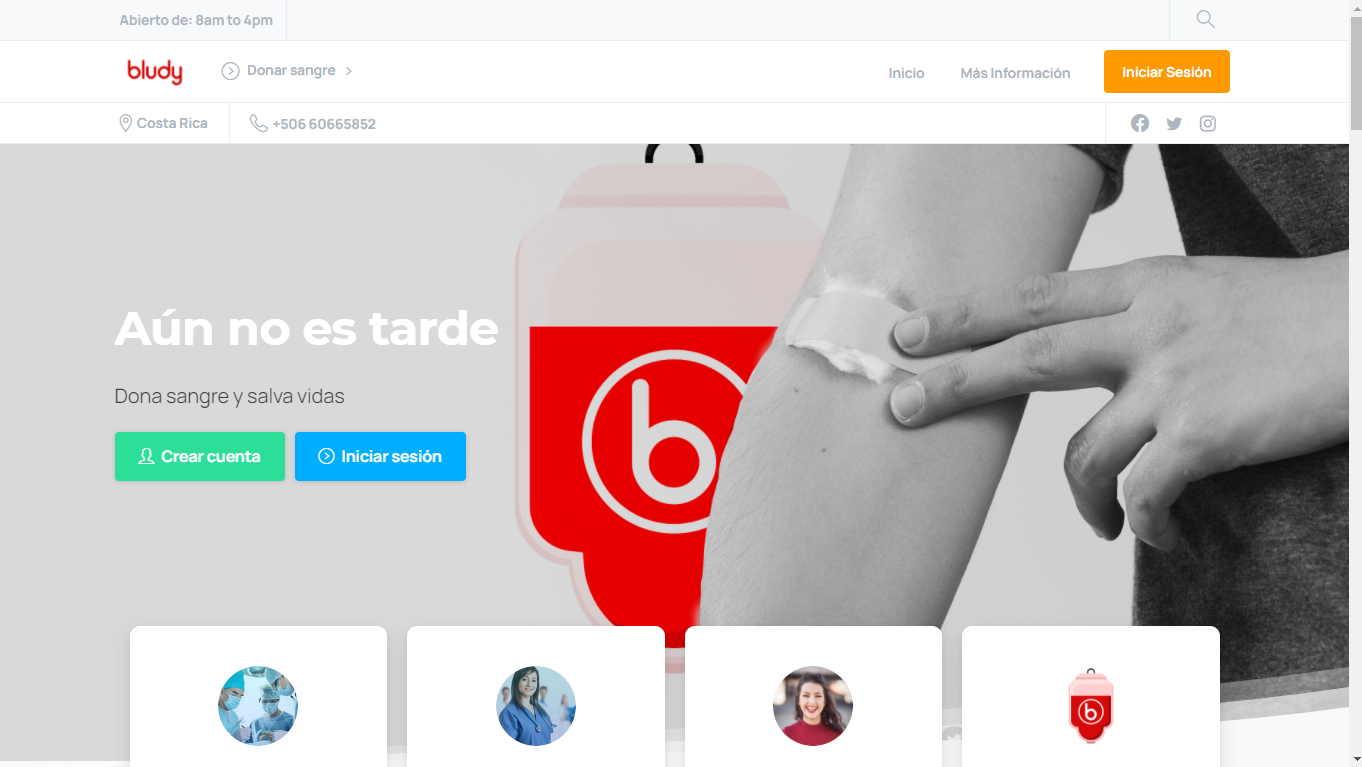 Abierto de: 8am to 4pm
bludy
Donar sangre
Inicio
Más Información
Iniciar Sesión
Costa Rica
+506 60665852
Aún no es tarde
b
Dona sangre y salva vidas
Crear cuenta
Iniciar sesión
b